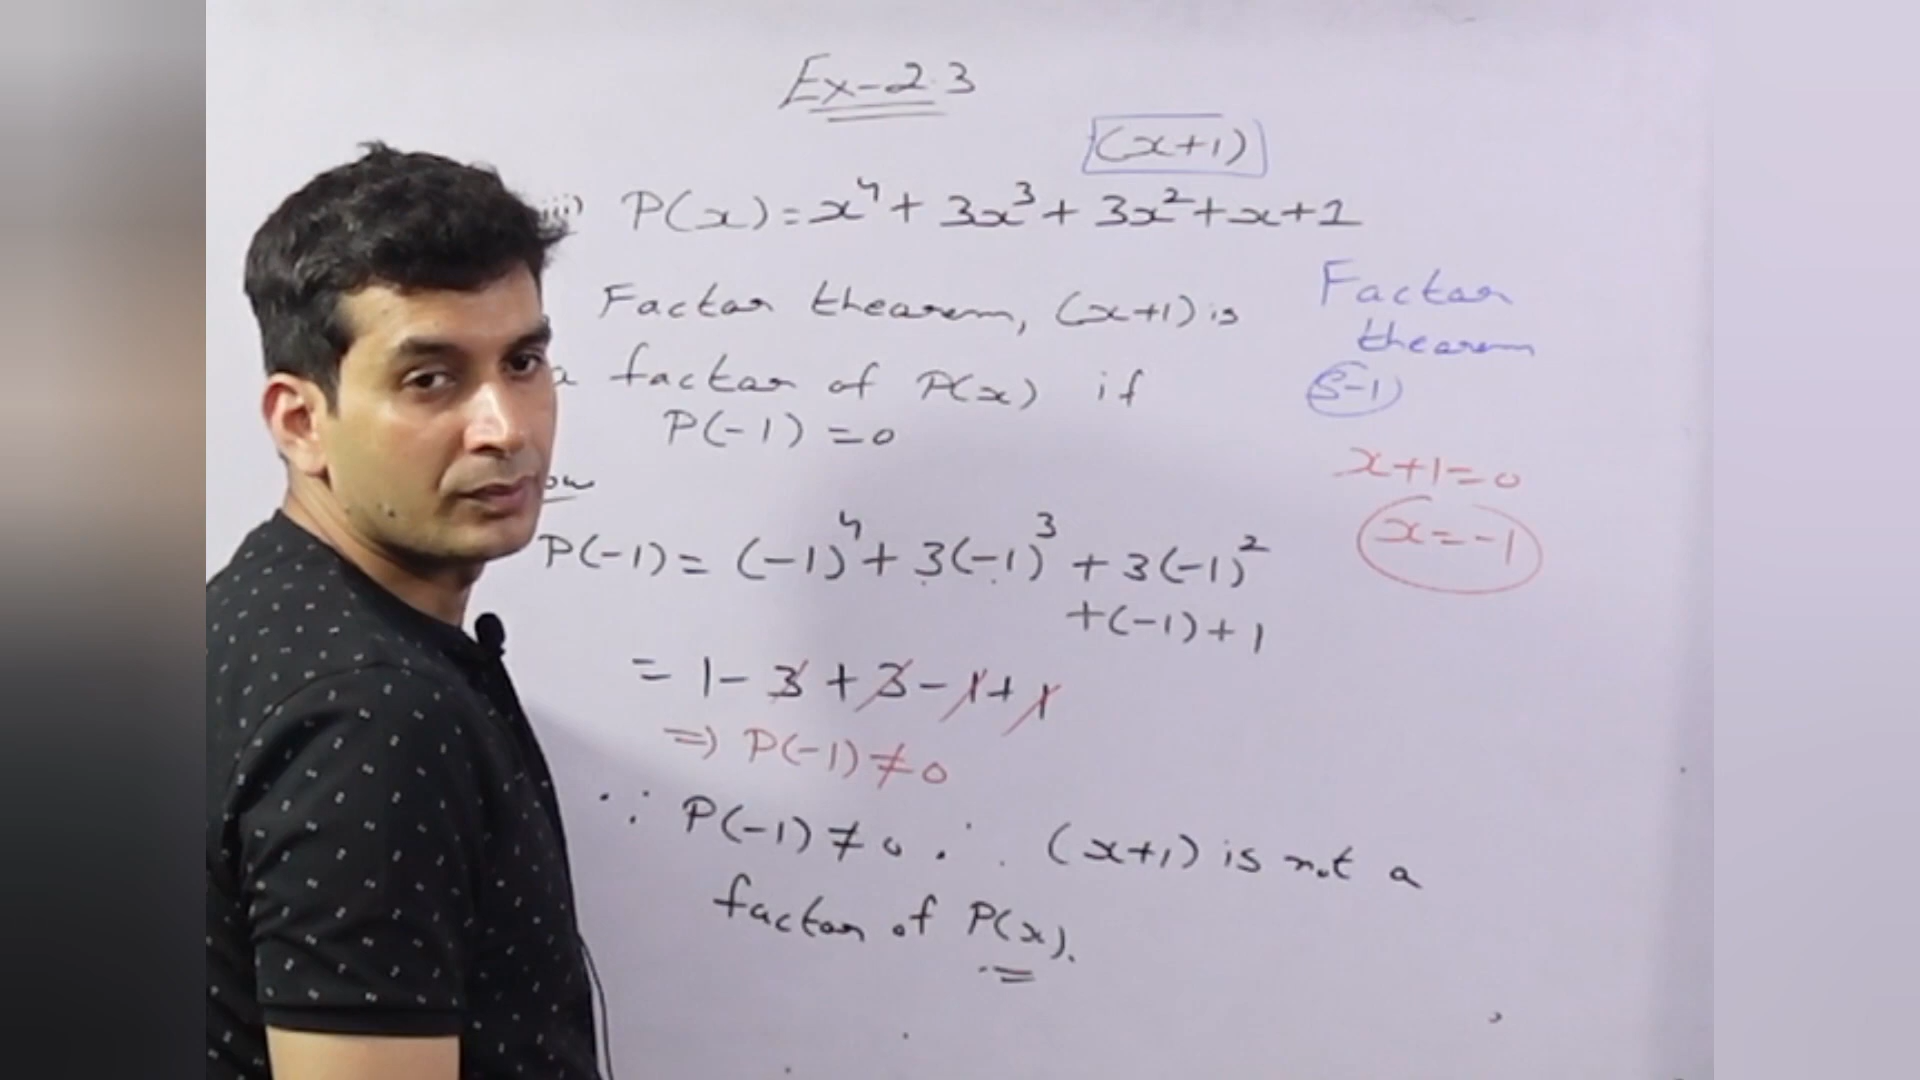 Ex-2.3
(x+1)
iii) P(x)=x⁴+3x³+3x²+x+1
Factor theorem, (x+1) is
a factor of P(x) if
P(-1)=0
Factor
theorem
S-1)
x+1=0
x=-1
P(-1)=(-1)⁴+3(-1)³+3(-1)²
+(-1)+1
=1-3+3-1+1
=> P(-1)≠0
∵ P(-1)≠0 ∴ (x+1) is not a
factor of P(x).